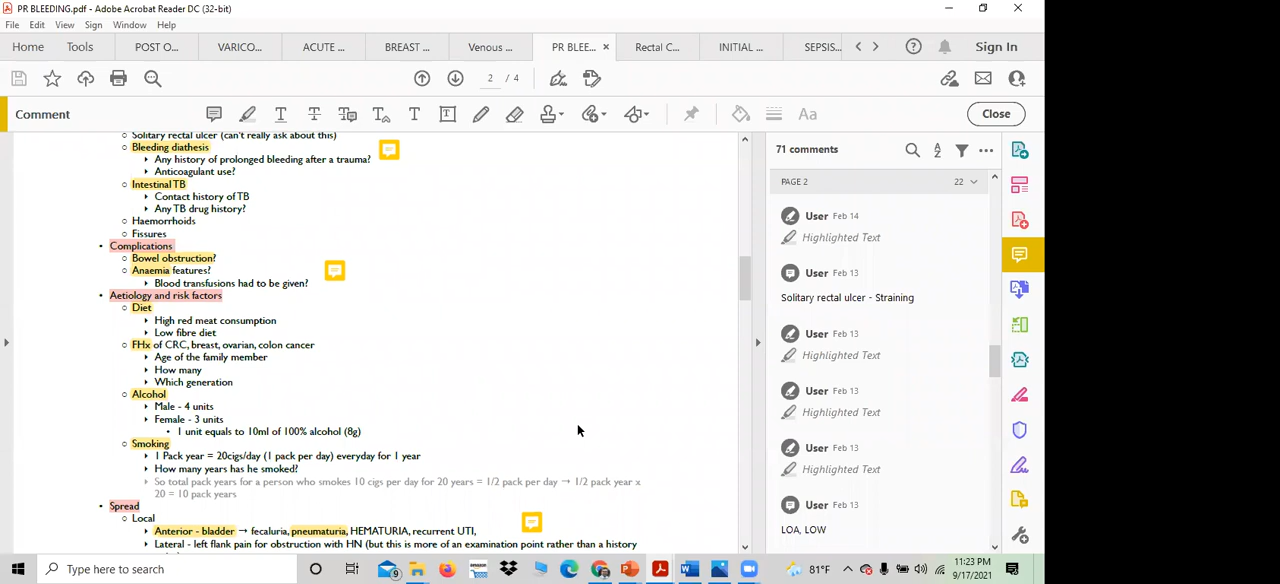 PR BLEEDING.pdf - Adobe Acrobat Reader DC (32-bit)
File Edit View Sign Window Help
Home Tools POST O... VARICO... ACUTE ... BREAST ... Venous ... PR BLEE... × Rectal C... INITIAL ... SEPSIS... Sign In
2 / 4
Comment Close
Solitary rectal ulcer (can't really ask about this)
Bleeding diathesis
Any history of prolonged bleeding after a trauma?
Anticoagulant use?
Intestinal TB
Contact history of TB
Any TB drug history?
Haemorrhoids
Fissures
Complications
Bowel obstruction?
Anaemia features?
Blood transfusions had to be given?
Aetiology and risk factors
Diet
High red meat consumption
Low fibre diet
FHx of CRC, breast, ovarian, colon cancer
Age of the family member
How many
Which generation
Alcohol
Male - 4 units
Female - 3 units
1 unit equals to 10ml of 100% alcohol (8g)
Smoking
1 Pack year = 20cigs/day (1 pack per day) everyday for 1 year
How many years has he smoked?
So total pack years for a person who smokes 10 cigs per day for 20 years = 1/2 pack per day → 1/2 pack year x
20 = 10 pack years
Spread
Local
Anterior - bladder → fecaluria, pneumaturia, HEMATURIA, recurrent UTI,
Lateral - left flank pain for obstruction with HN (but this is more of an examination point rather than a history
71 comments
PAGE 2 22
User Feb 14
Highlighted Text
User Feb 13
Solitary rectal ulcer - Straining
User Feb 13
Highlighted Text
User Feb 13
Highlighted Text
User Feb 13
Highlighted Text
User Feb 13
LOA, LOW
Type here to search
81°F
11:23 PM
9/17/2021